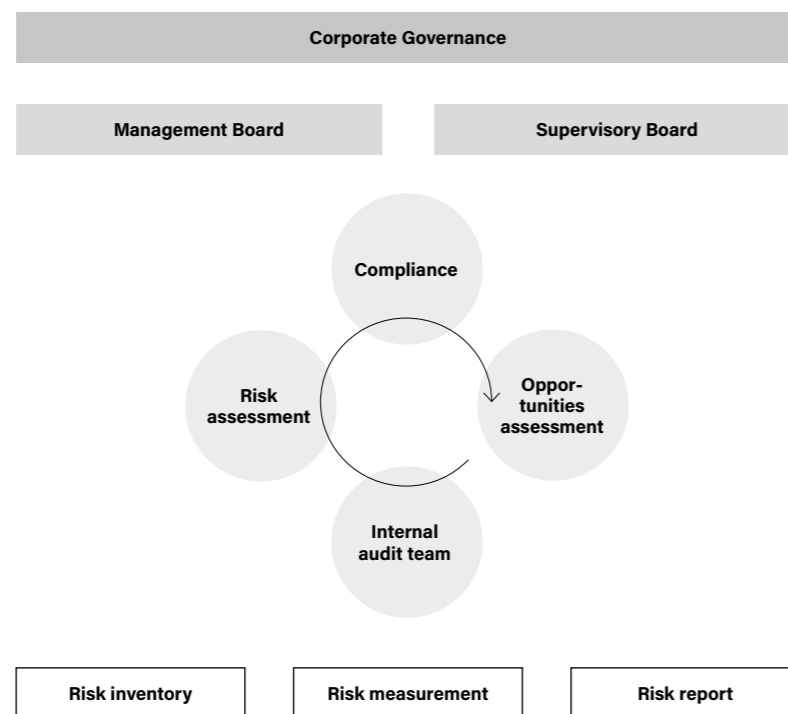 Corporate Governance
Management Board
Supervisory Board
Compliance
Risk
assessment
Oppor-
tunities
assessment
Internal
audit team
Risk inventory
Risk measurement
Risk report